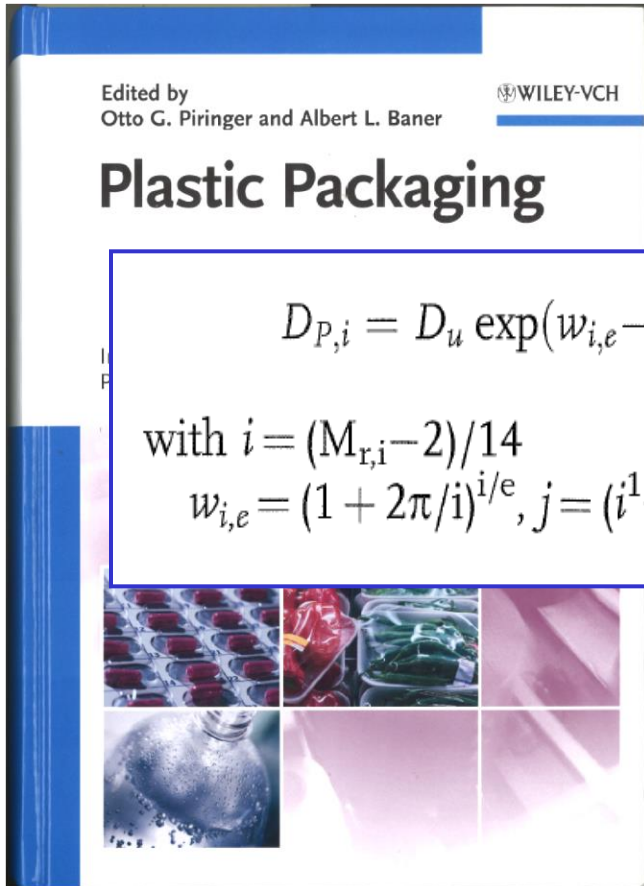 Edited by
Otto G. Piringer and Albert L. Baner
WILEY-VCH
Plastic Packaging
D_{P,i} = D_u exp(w_{i,e}−
with i = (M_{r,i}−2)/14
w_{i,e} = (1 + 2π/i)^{i/e}, j = (i^1